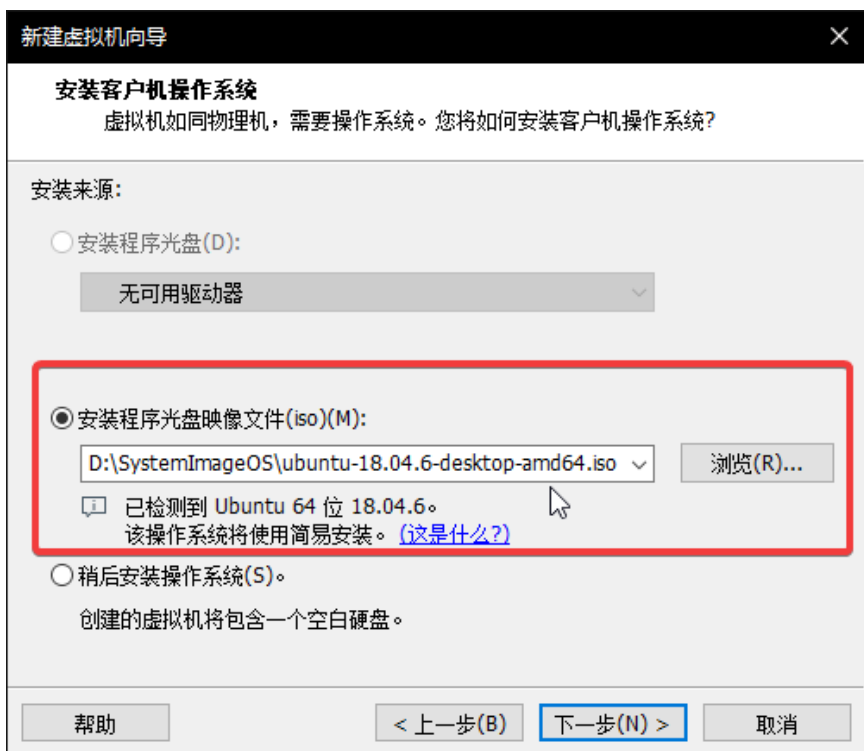 新建虚拟机向导
安装客户机操作系统
虚拟机如同物理机，需要操作系统。您将如何安装客户机操作系统?
安装来源:
安装程序光盘(D):
无可用驱动器
安装程序光盘映像文件(iso)(M):
D:\SystemImageOS\ubuntu-18.04.6-desktop-amd64.iso
浏览(R)...
已检测到 Ubuntu 64 位 18.04.6。
该操作系统将使用简易安装。 (这是什么?)
稍后安装操作系统(S)。
创建的虚拟机将包含一个空白硬盘。
帮助
< 上一步(B)
下一步(N) >
取消